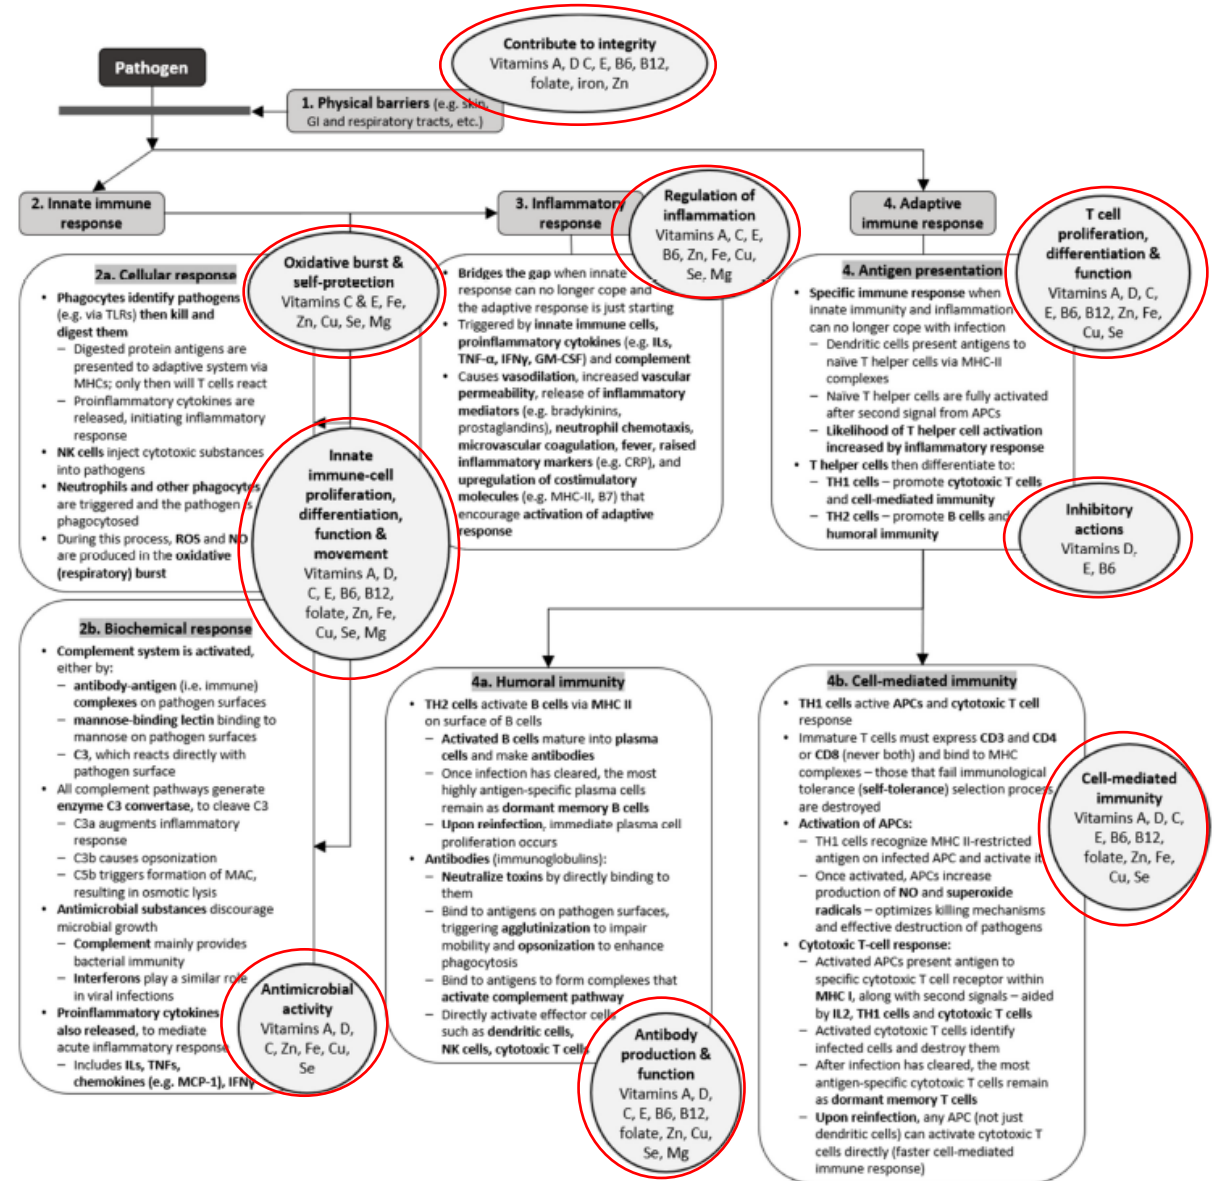 Contribute to integrity
Vitamins A, D C, E, B6, B12,
folate, iron, Zn
Pathogen
1. Physical barriers (e.g. skin,
GI and respiratory tracts, etc.)
2. Innate immune
response
3. Inflammatory
response
Regulation of
inflammation
Vitamins A, C, E,
B6, Zn, Fe, Cu,
Se, Mg
4. Adaptive
immune response
T cell
proliferation,
differentiation &
function
Vitamins A, D, C,
E, B6, B12, Zn, Fe,
Cu, Se
2a. Cellular response
• Phagocytes identify pathogens
(e.g. via TLRs) then kill and
digest them
– Digested protein antigens are
presented to adaptive system via
MHCs; only then will T cells react
– Proinflammatory cytokines are
released, initiating inflammatory
response
• NK cells inject cytotoxic substances
into pathogens
• Neutrophils and other phagocytes
are triggered and the pathogen is
phagocytosed
• During this process, ROS and NO
are produced in the oxidative
(respiratory) burst
Oxidative burst &
self-protection
Vitamins C & E, Fe,
Zn, Cu, Se, Mg
Innate
immune-cell
proliferation,
differentiation,
function &
movement
Vitamins A, D,
C, E, B6, B12,
folate, Zn, Fe,
Cu, Se, Mg
• Bridges the gap when innate
response can no longer cope and
the adaptive response is just starting
• Triggered by innate immune cells,
proinflammatory cytokines (e.g. ILs,
TNF-α, IFNγ, GM-CSF) and complement
• Causes vasodilation, increased vascular
permeability, release of inflammatory
mediators (e.g. bradykinins,
prostaglandins), neutrophil chemotaxis,
microvascular coagulation, fever, raised
inflammatory markers (e.g. CRP), and
upregulation of costimulatory
molecules (e.g. MHC-II, B7) that
encourage activation of adaptive
response
4. Antigen presentation
• Specific immune response when
innate immunity and inflammation
can no longer cope with infection
– Dendritic cells present antigens to
naïve T helper cells via MHC-II
complexes
– Naïve T helper cells are fully activated
after second signal from APCs
– Likelihood of T helper cell activation
increased by inflammatory response
• T helper cells then differentiate to:
– TH1 cells – promote cytotoxic T cells
and cell-mediated immunity
– TH2 cells – promote B cells and
humoral immunity
Inhibitory
actions
Vitamins D,
E, B6
2b. Biochemical response
• Complement system is activated,
either by:
– antibody-antigen (i.e. immune)
complexes on pathogen surfaces
– mannose-binding lectin binding to
mannose on pathogen surfaces
– C3, which reacts directly with
pathogen surface
• All complement pathways generate
enzyme C3 convertase, to cleave C3
– C3a augments inflammatory
response
– C3b causes opsonization
– C5b triggers formation of MAC,
resulting in osmotic lysis
• Antimicrobial substances discourage
microbial growth
– Complement mainly provides
bacterial immunity
– Interferons play a similar role
in viral infections
• Proinflammatory cytokines
also released, to mediate
acute inflammatory response
– Includes ILs, TNFs,
chemokines (e.g. MCP-1), IFNγ
Antimicrobial
activity
Vitamins A, D,
C, Zn, Fe, Cu,
Se
4a. Humoral immunity
• TH2 cells activate B cells via MHC II
on surface of B cells
– Activated B cells mature into plasma
cells and make antibodies
– Once infection has cleared, the most
highly antigen-specific plasma cells
remain as dormant memory B cells
– Upon reinfection, immediate plasma cell
proliferation occurs
• Antibodies (immunoglobulins):
– Neutralize toxins by directly binding to
them
– Bind to antigens on pathogen surfaces,
triggering agglutinization to impair
mobility and opsonization to enhance
phagocytosis
– Bind to antigens to form complexes that
activate complement pathway
– Directly activate effector cells
such as dendritic cells,
NK cells, cytotoxic T cells
Antibody
production &
function
Vitamins A, D,
C, E, B6, B12,
folate, Zn, Cu,
Se, Mg
4b. Cell-mediated immunity
• TH1 cells active APCs and cytotoxic T cell
response
• Immature T cells must express CD3 and CD4
or CD8 (never both) and bind to MHC
complexes – those that fail immunological
tolerance (self-tolerance) selection process
are destroyed
• Activation of APCs:
– TH1 cells recognize MHC II-restricted
antigen on infected APC and activate it
– Once activated, APCs increase
production of NO and superoxide
radicals – optimizes killing mechanisms
and effective destruction of pathogens
• Cytotoxic T-cell response:
– Activated APCs present antigen to
specific cytotoxic T cell receptor within
MHC I, along with second signals – aided
by IL2, TH1 cells and cytotoxic T cells
– Activated cytotoxic T cells identify
infected cells and destroy them
– After infection has cleared, the most
antigen-specific cytotoxic T cells remain
as dormant memory T cells
– Upon reinfection, any APC (not just
dendritic cells) can activate cytotoxic T
cells directly (faster cell-mediated
immune response)
Cell-mediated
immunity
Vitamins A, D, C,
E, B6, B12,
folate, Zn, Fe,
Cu, Se